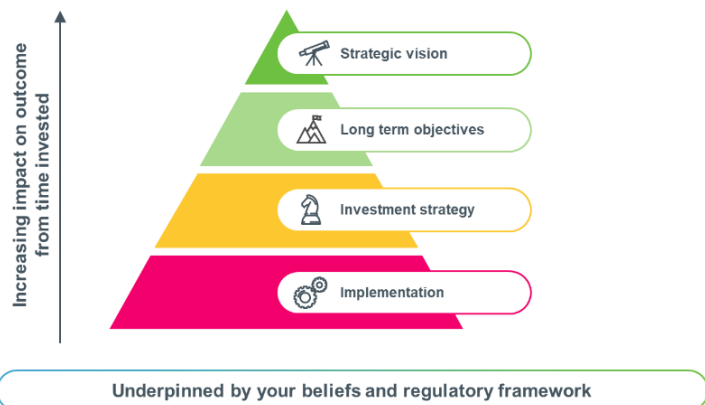 Increasing impact on outcome
from time invested
Strategic vision
Long term objectives
Investment strategy
Implementation
Underpinned by your beliefs and regulatory framework